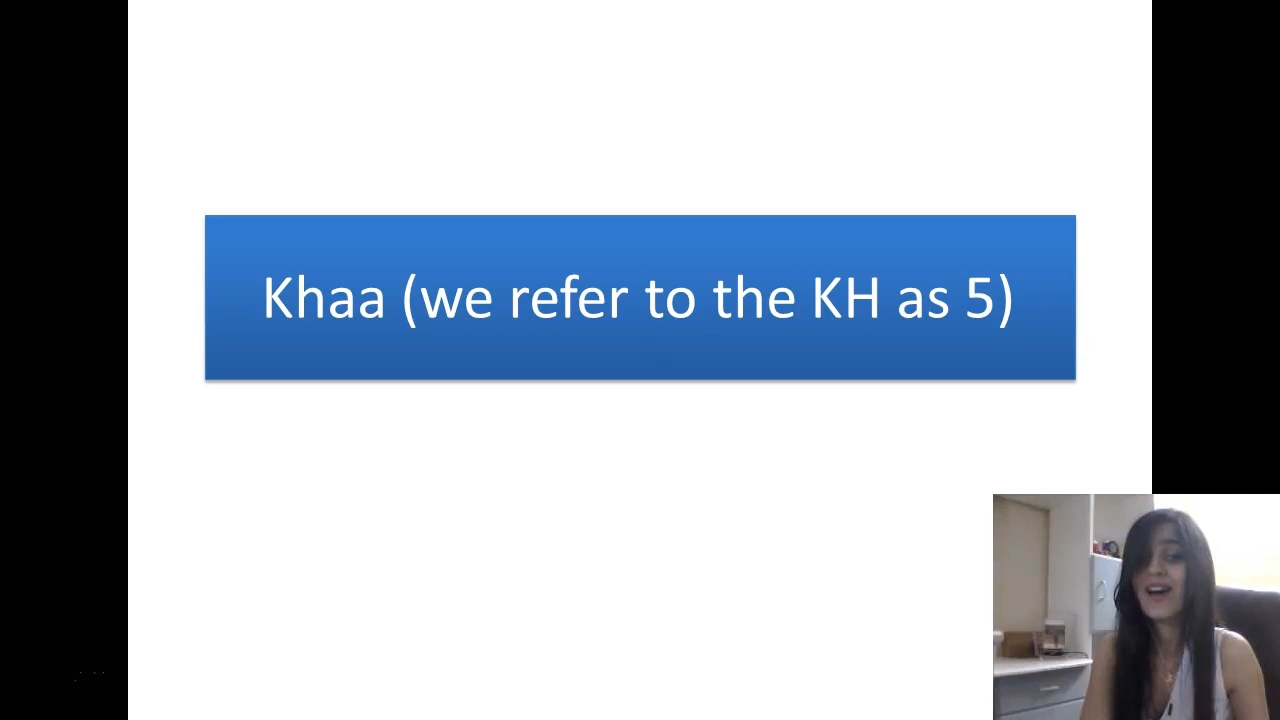 Khaa (we refer to the KH as 5)